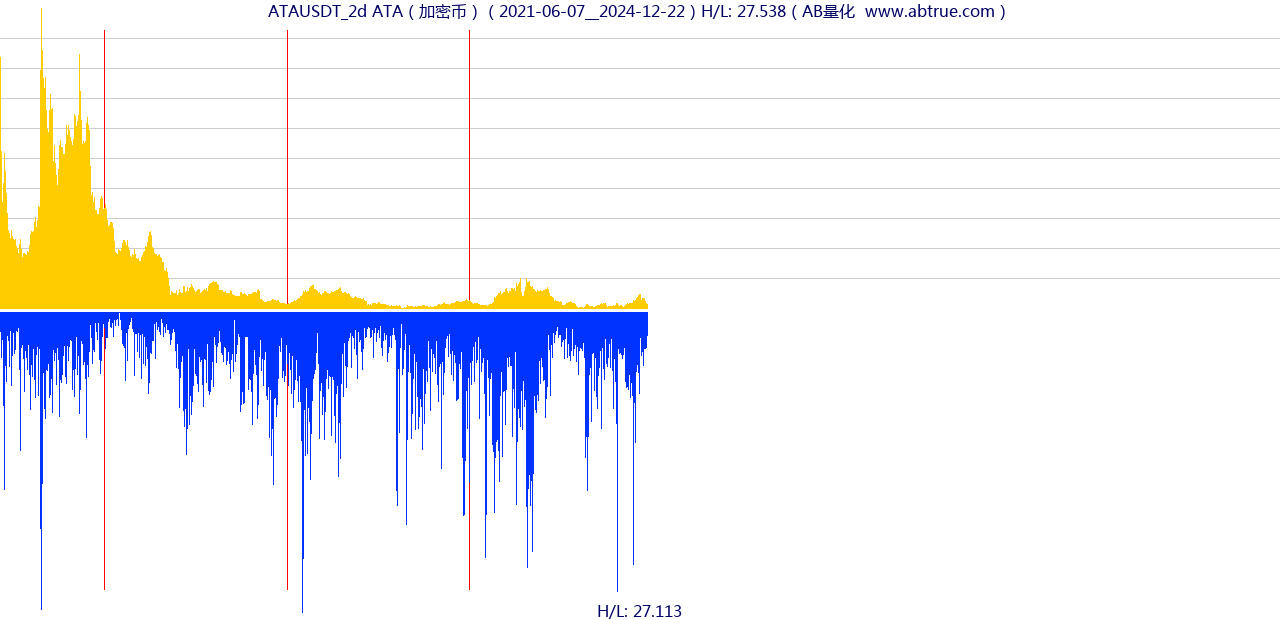 ATAUSDT_2d ATA ( 加密币 ) ( 2021-06-07__2024-12-22 ) H/L: 27.538 ( AB量化  www.abtrue.com )
H/L: 27.113